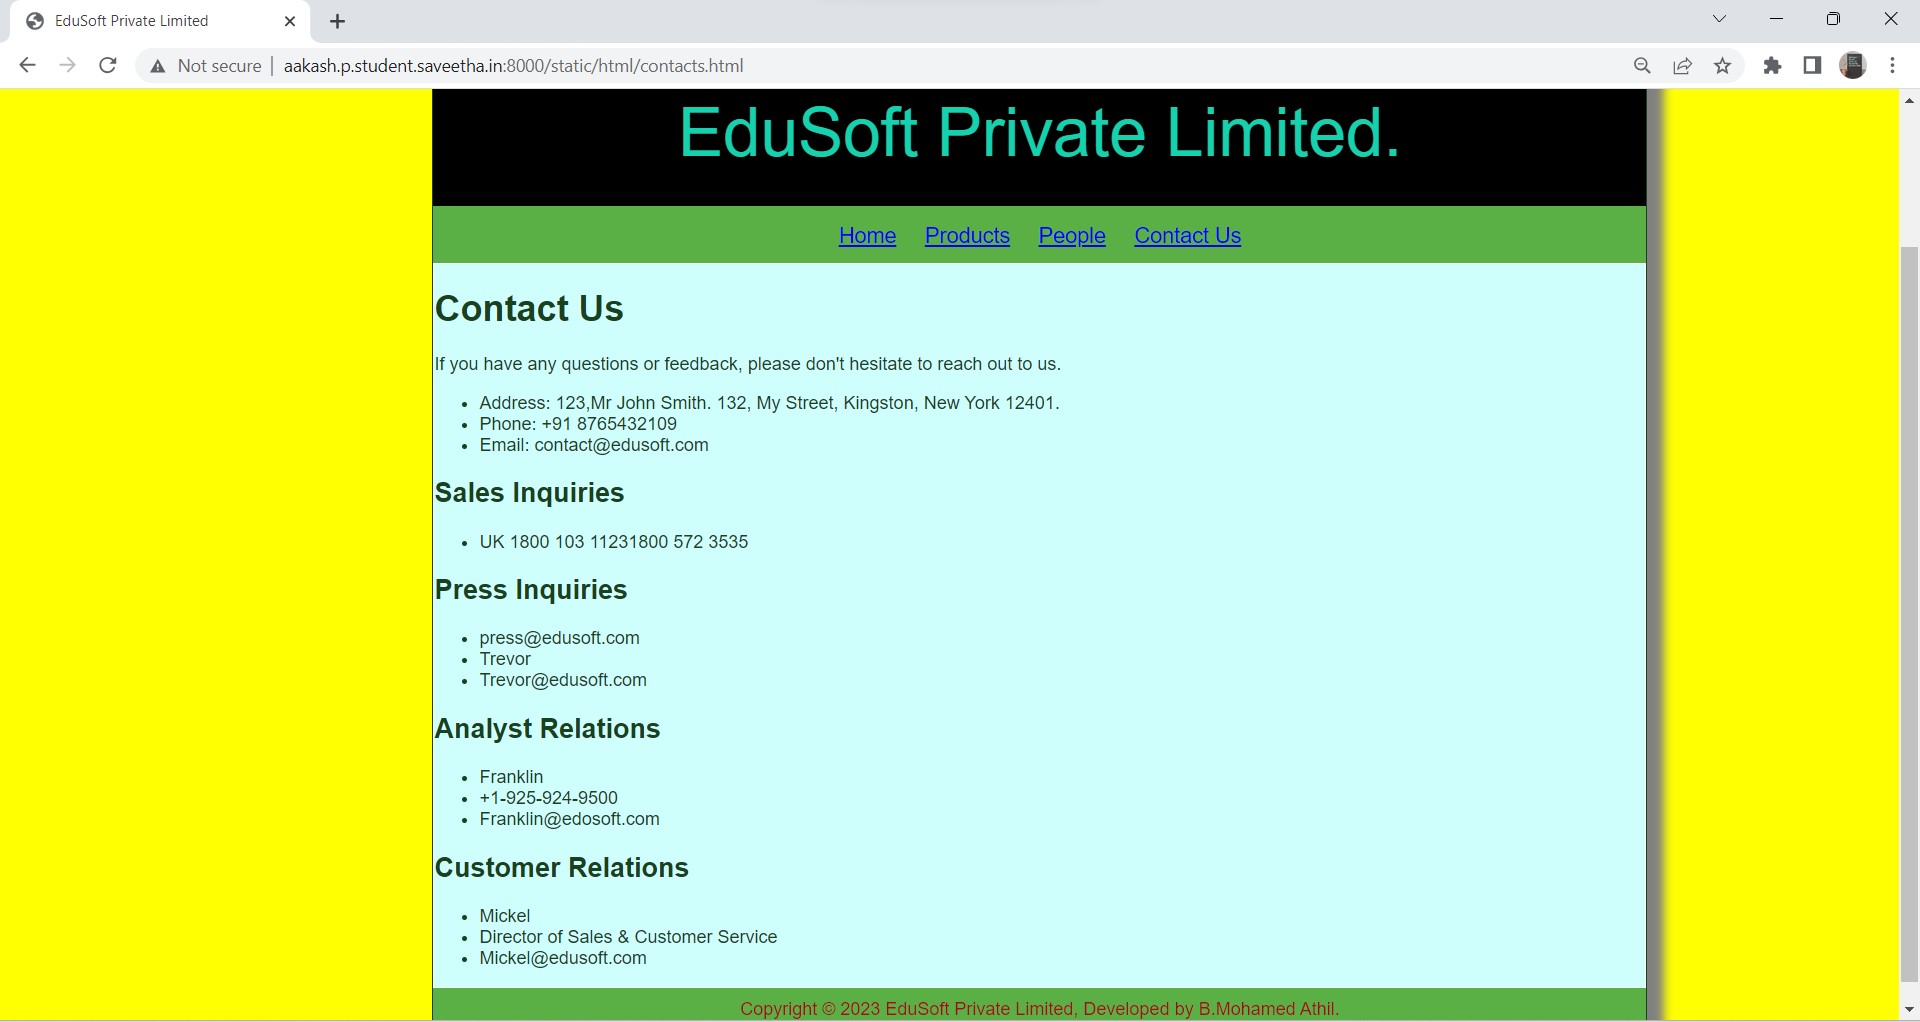 EduSoft Private Limited
Not secure
aakash.p.student.saveetha.in:8000/static/html/contacts.html
EduSoft Private Limited.
Home Products People Contact Us
Contact Us
If you have any questions or feedback, please don't hesitate to reach out to us.
Address: 123,Mr John Smith. 132, My Street, Kingston, New York 12401.
Phone: +91 8765432109
Email: contact@edusoft.com
Sales Inquiries
UK 1800 103 11231800 572 3535
Press Inquiries
press@edusoft.com
Trevor
Trevor@edusoft.com
Analyst Relations
Franklin
+1-925-924-9500
Franklin@edosoft.com
Customer Relations
Mickel
Director of Sales & Customer Service
Mickel@edusoft.com
Copyright © 2023 EduSoft Private Limited, Developed by B.Mohamed Athil.